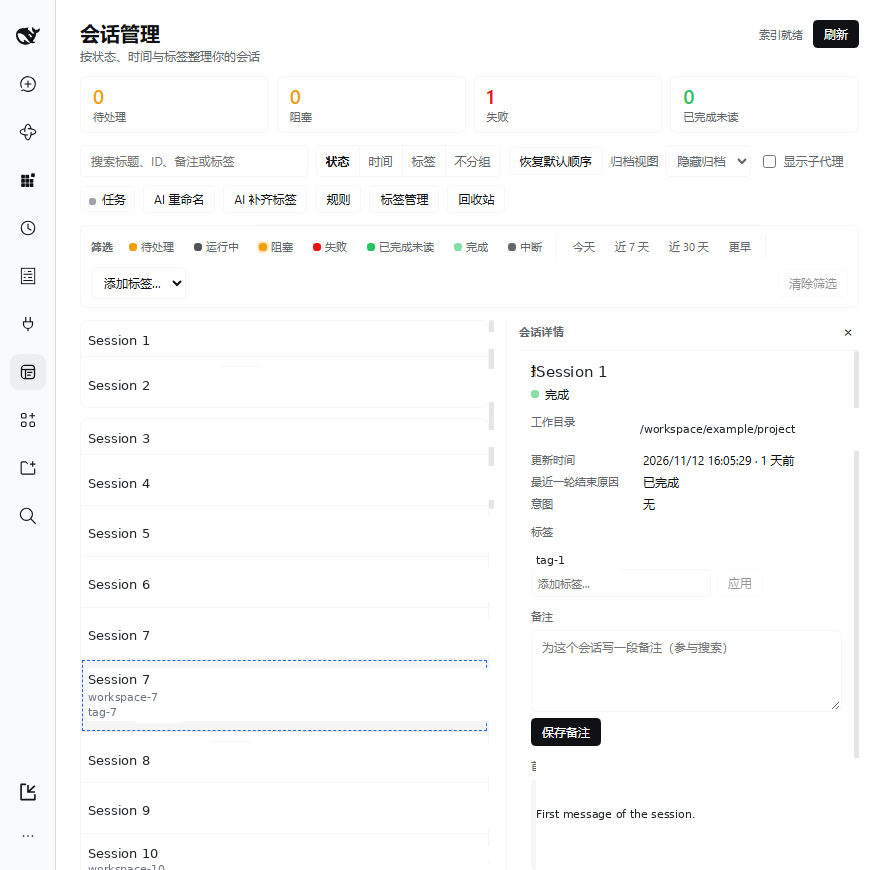 会话管理
按状态、时间与标签整理你的会话
索引就绪
刷新
0
待处理
0
阻塞
1
失败
0
已完成未读
搜索标题、ID、备注或标签
状态 时间 标签 不分组
恢复默认顺序
归档视图
隐藏归档
显示子代理
任务
AI 重命名
AI 补齐标签
规则
标签管理
回收站
筛选 待处理 运行中 阻塞 失败 已完成未读 完成 中断 今天 近 7 天 近 30 天 更早
添加标签...
清除筛选
Session 1
Session 2
Session 3
Session 4
Session 5
Session 6
Session 7
Session 7
workspace-7
tag-7
Session 8
Session 9
Session 10
workspace-10
会话详情
×
Session 1
完成
工作目录
/workspace/example/project
更新时间 2026/11/12 16:05:29 · 1 天前
最近一轮结束原因 已完成
意图 无
标签
tag-1
添加标签...
应用
备注
为这个会话写一段备注（参与搜索）
保存备注
First message of the session.